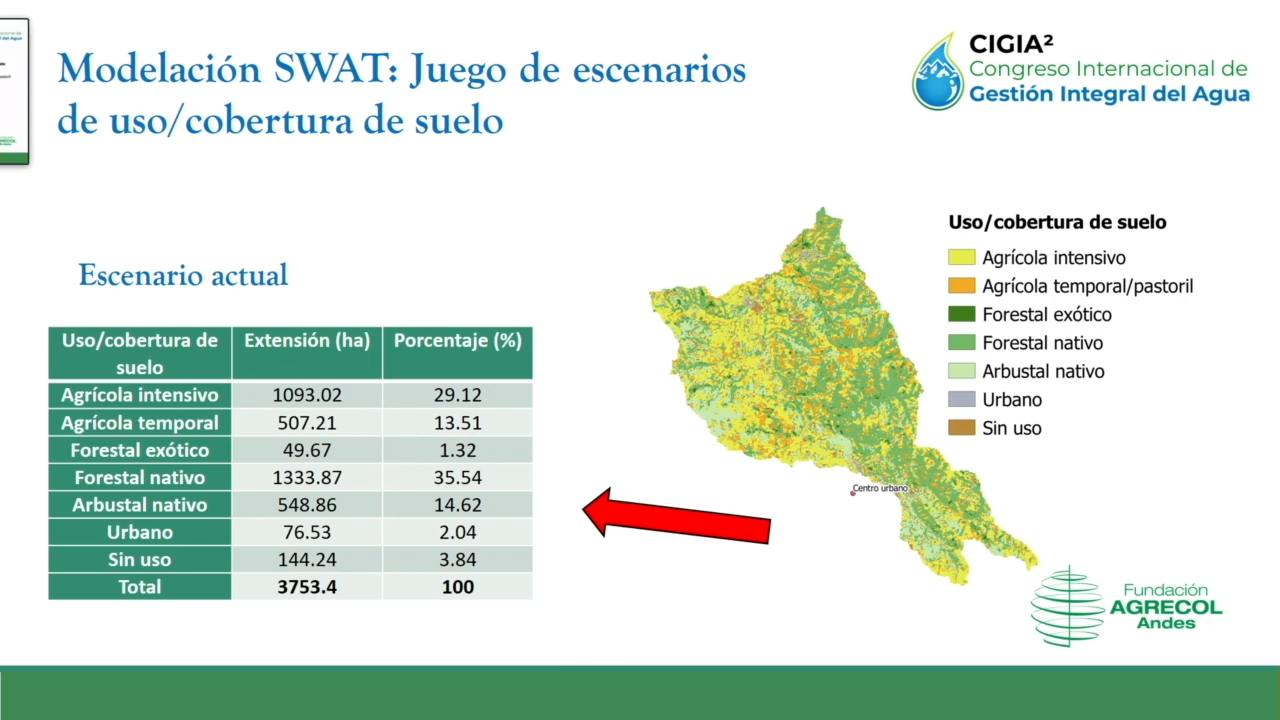 Modelación SWAT: Juego de escenarios
de uso/cobertura de suelo
CIGIA²
Congreso Internacional de
Gestión Integral del Agua
Escenario actual
Uso/cobertura de suelo Extensión (ha) Porcentaje (%)
Agrícola intensivo 1093.02 29.12
Agrícola temporal 507.21 13.51
Forestal exótico 49.67 1.32
Forestal nativo 1333.87 35.54
Arbustal nativo 548.86 14.62
Urbano 76.53 2.04
Sin uso 144.24 3.84
Total 3753.4 100
Uso/cobertura de suelo
Agrícola intensivo
Agrícola temporal/pastoril
Forestal exótico
Forestal nativo
Arbustal nativo
Urbano
Sin uso
Centro urbano
Fundación
AGRECOL
Andes